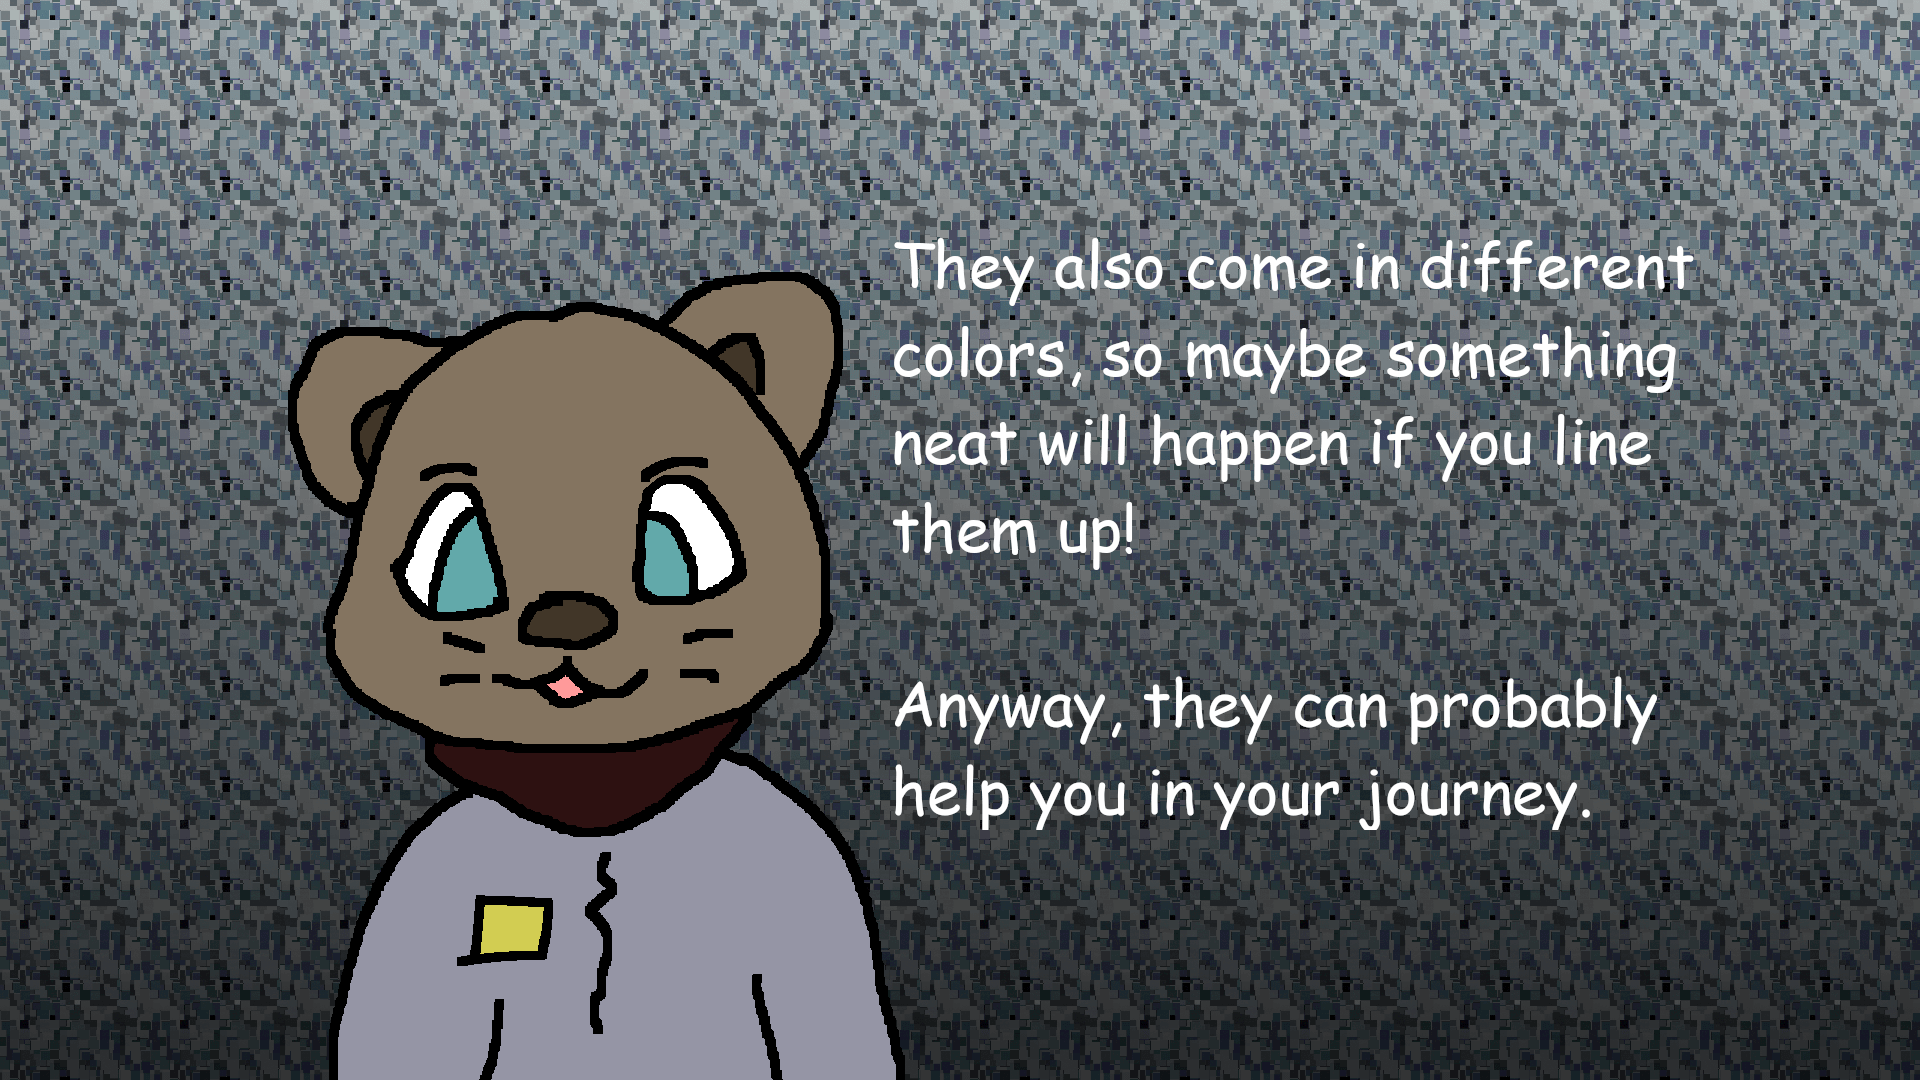 They also come in different
colors, so maybe something
neat will happen if you line
them up!
Anyway, they can probably
help you in your journey.